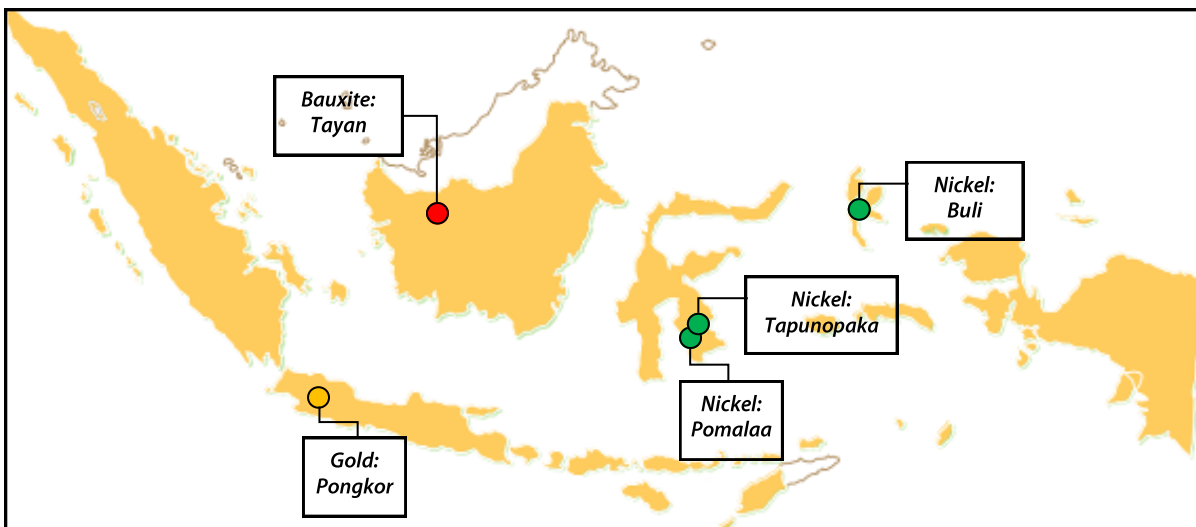 Bauxite:
Tayan
Nickel:
Buli
Nickel:
Tapunopaka
Nickel:
Pomalaa
Gold:
Pongkor